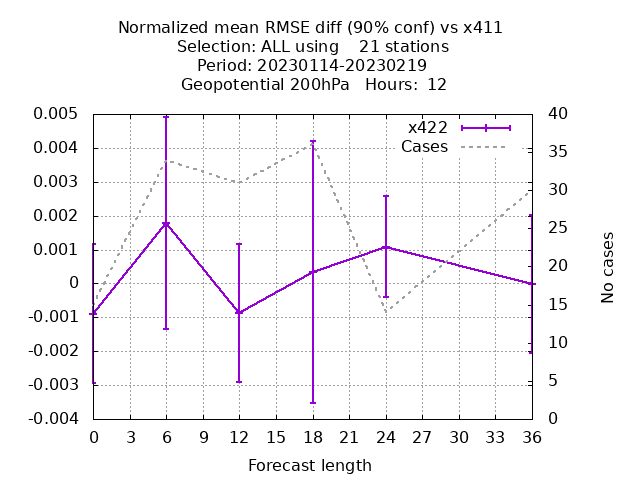 Normalized mean RMSE diff (90% conf) vs x411
Selection: ALL using    21 stations
Period: 20230114-20230219
Geopotential 200hPa   Hours:  12
x422
Cases
0.005
0.004
0.003
0.002
0.001
0
-0.001
-0.002
-0.003
-0.004
40
35
30
25
20
15
10
5
0
No cases
0 3 6 9 12 15 18 21 24 27 30 33 36
Forecast length